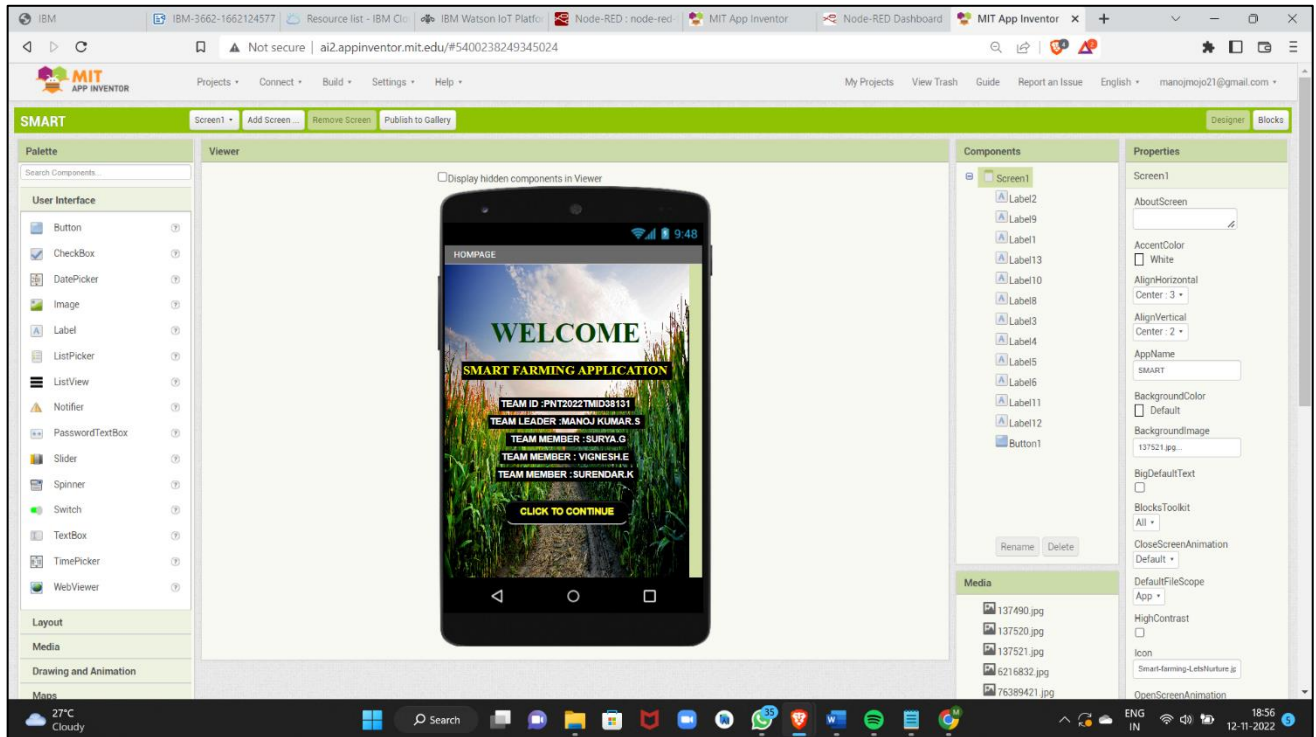 IBM
IBM-3662-1662124577
Resource list - IBM Clo
IBM Watson IoT Platfo
Node-RED : node-red-
MIT App Inventor
Node-RED Dashboard
MIT App Inventor
Not secure | ai2.appinventor.mit.edu/#5400238249345024
MIT
APP INVENTOR
Projects
Connect
Build
Settings
Help
My Projects
View Trash
Guide
Report an Issue
English
manojmojo21@gmail.com
SMART
Screen1
Add Screen ...
Remove Screen
Publish to Gallery
Designer
Blocks
Palette
Search Components...
User Interface
Button
CheckBox
DatePicker
Image
Label
ListPicker
ListView
Notifier
PasswordTextBox
Slider
Spinner
Switch
TextBox
TimePicker
WebViewer
Layout
Media
Drawing and Animation
Maps
Viewer
Display hidden components in Viewer
9:48
HOMPAGE
WELCOME
SMART FARMING APPLICATION
TEAM ID :PNT2022TMID38131
TEAM LEADER :MANOJ KUMAR.S
TEAM MEMBER :SURYA.G
TEAM MEMBER : VIGNESH.E
TEAM MEMBER :SURENDAR.K
CLICK TO CONTINUE
Components
Screen1
Label2
Label9
Label1
Label13
Label10
Label8
Label3
Label4
Label5
Label6
Label11
Label12
Button1
Rename
Delete
Media
137490.jpg
137520.jpg
137521.jpg
6216832.jpg
76389421.jpg
Properties
Screen1
AboutScreen
AccentColor
White
AlignHorizontal
Center : 3
AlignVertical
Center : 2
AppName
SMART
BackgroundColor
Default
BackgroundImage
137521.jpg...
BigDefaultText
BlocksToolkit
All
CloseScreenAnimation
Default
DefaultFileScope
App
HighContrast
Icon
Smart-farming-LetsNurture.jp
OpenScreenAnimation
27°C
Cloudy
Search
35
ENG
IN
18:56
12-11-2022
5